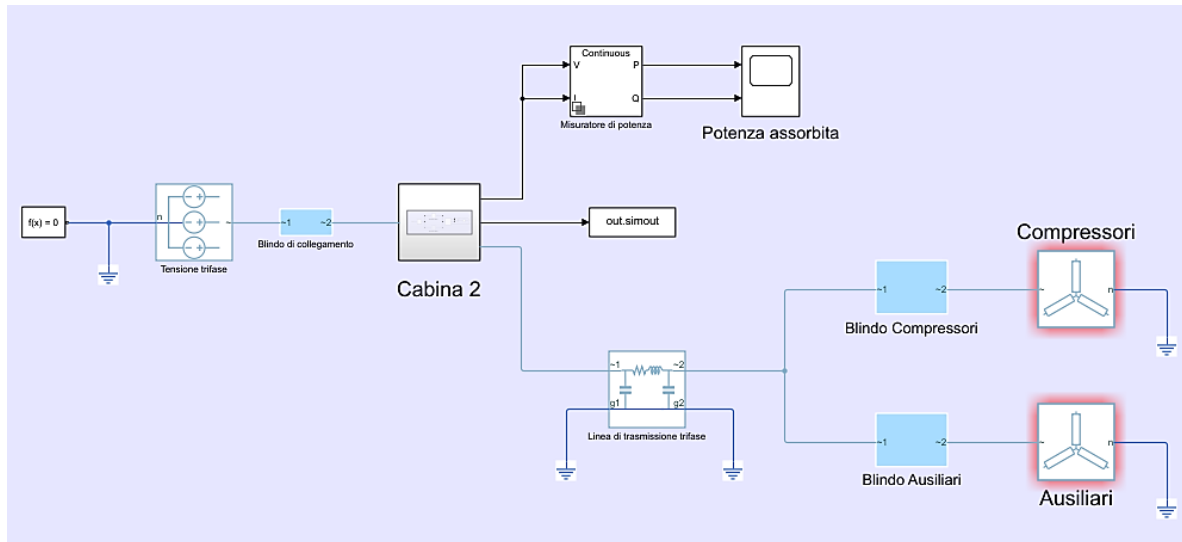 Continuous
V
P
I
Q
Misuratore di potenza
Potenza assorbita
f(x) = 0
n
~
Tensione trifase
~1
~2
Blindo di collegamento
Cabina 2
out.simout
Compressori
~1
~2
~
n
Blindo Compressori
~1
~2
g1
g2
Linea di trasmissione trifase
~1
~2
~
n
Blindo Ausiliari
Ausiliari